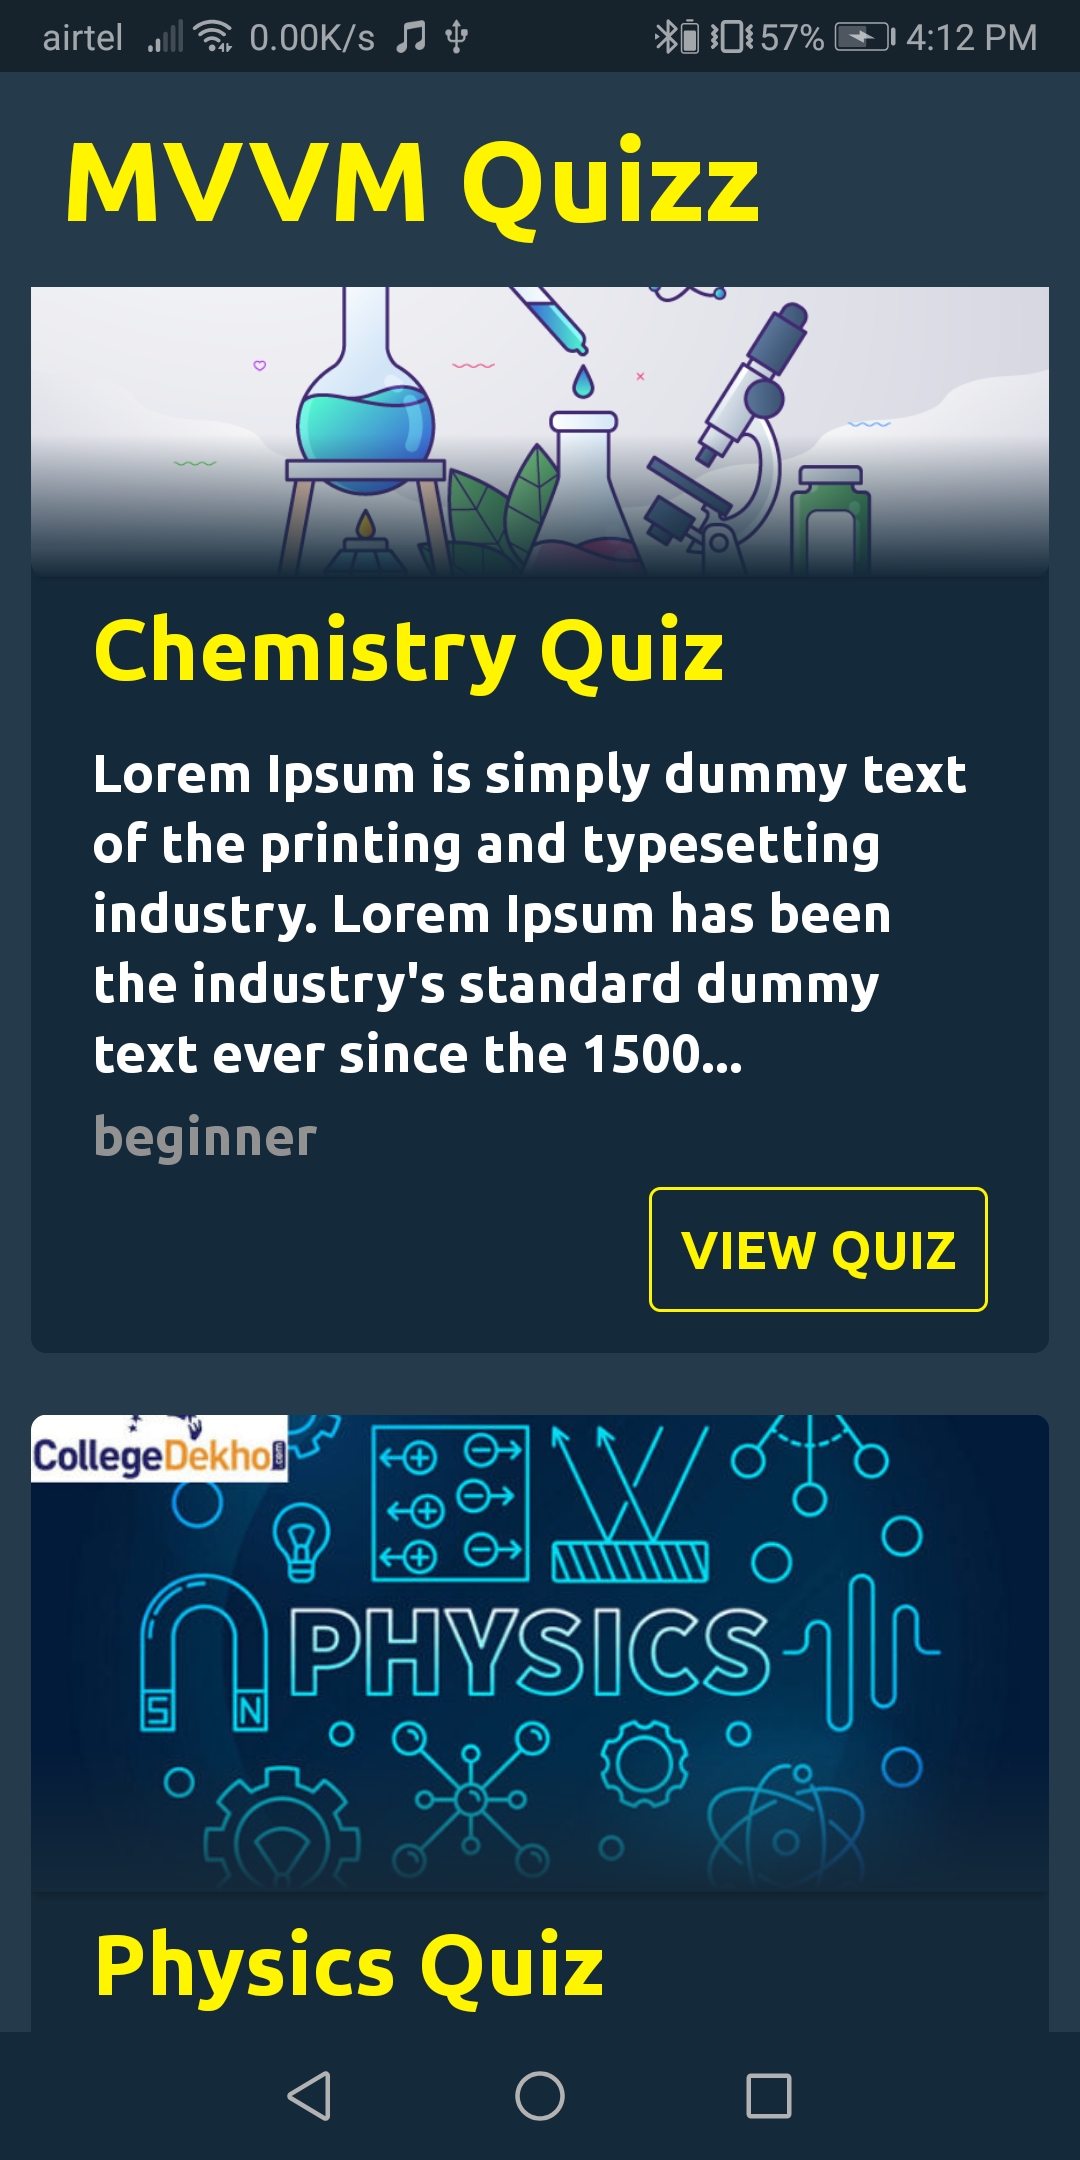 airtel 0.00K/s 57% 4:12 PM
MVVM Quizz
Chemistry Quiz
Lorem Ipsum is simply dummy text
of the printing and typesetting
industry. Lorem Ipsum has been
the industry's standard dummy
text ever since the 1500...
beginner
VIEW QUIZ
CollegeDekho.com
PHYSICS
S N
Physics Quiz